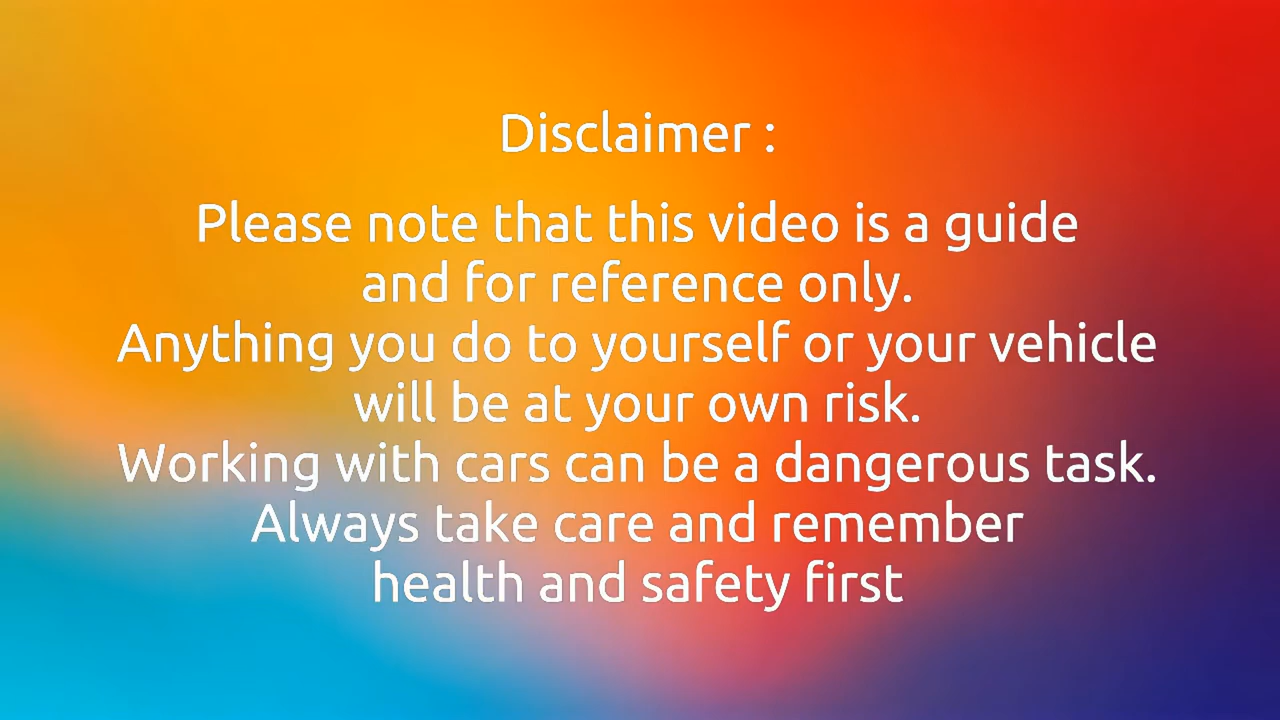 Disclaimer :
Please note that this video is a guide
and for reference only.
Anything you do to yourself or your vehicle
will be at your own risk.
Working with cars can be a dangerous task.
Always take care and remember
health and safety first